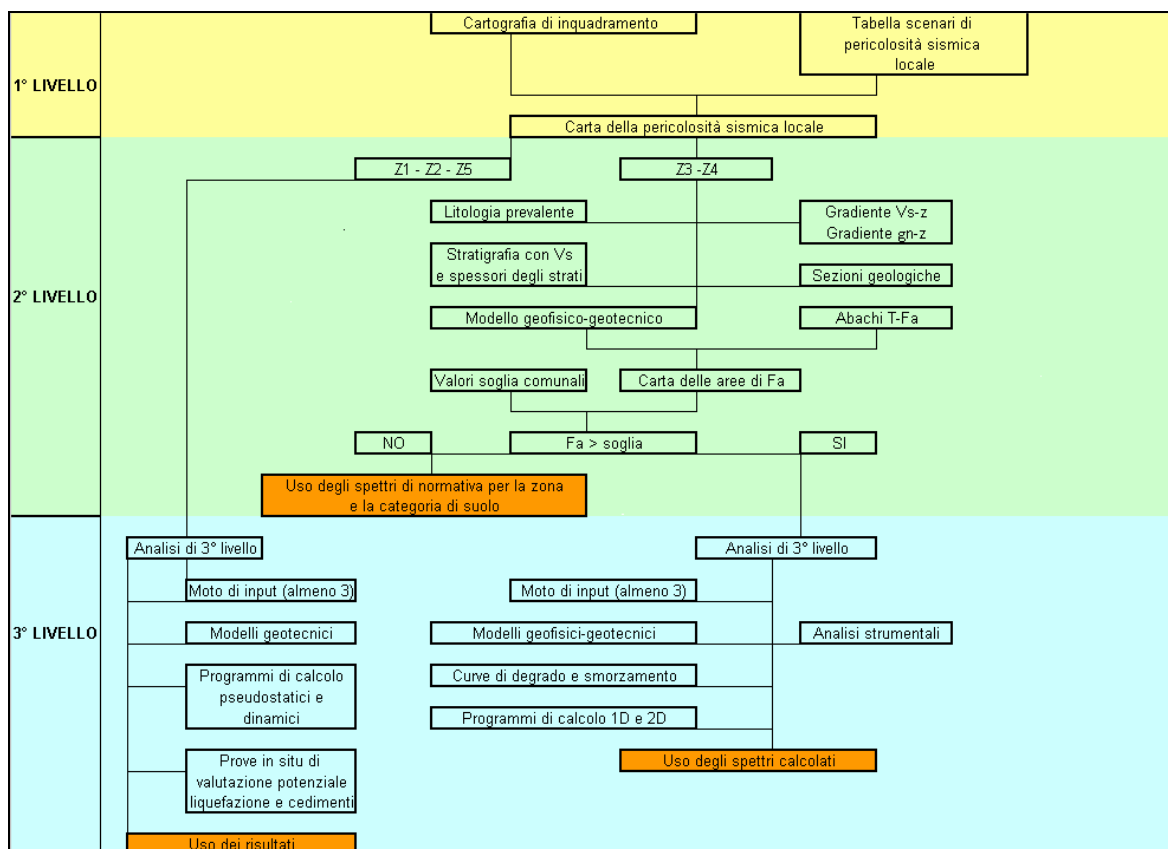 Cartografia di inquadramento
Tabella scenari di
pericolosità sismica
locale
1° LIVELLO
Carta della pericolosità sismica locale
Z1 - Z2 - Z5
Z3 -Z4
Litologia prevalente
Gradiente Vs-z
Gradiente gn-z
Stratigrafia con Vs
e spessori degli strati
Sezioni geologiche
2° LIVELLO
Modello geofisico-geotecnico
Abachi T-Fa
Valori soglia comunali
Carta delle aree di Fa
NO
Fa > soglia
SI
Uso degli spettri di normativa per la zona
e la categoria di suolo
Analisi di 3° livello
Analisi di 3° livello
Moto di input (almeno 3)
Moto di input (almeno 3)
3° LIVELLO
Modelli geotecnici
Modelli geofisici-geotecnici
Analisi strumentali
Programmi di calcolo
pseudostatici e
dinamici
Curve di degrado e smorzamento
Programmi di calcolo 1D e 2D
Prove in situ di
valutazione potenziale
liquefazione e cedimenti
Uso degli spettri calcolati
Uso dei risultati